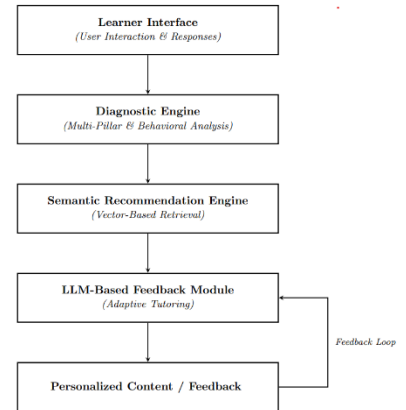 Learner Interface
(User Interaction & Responses)
Diagnostic Engine
(Multi-Pillar & Behavioral Analysis)
Semantic Recommendation Engine
(Vector-Based Retrieval)
LLM-Based Feedback Module
(Adaptive Tutoring)
Feedback Loop
Personalized Content / Feedback